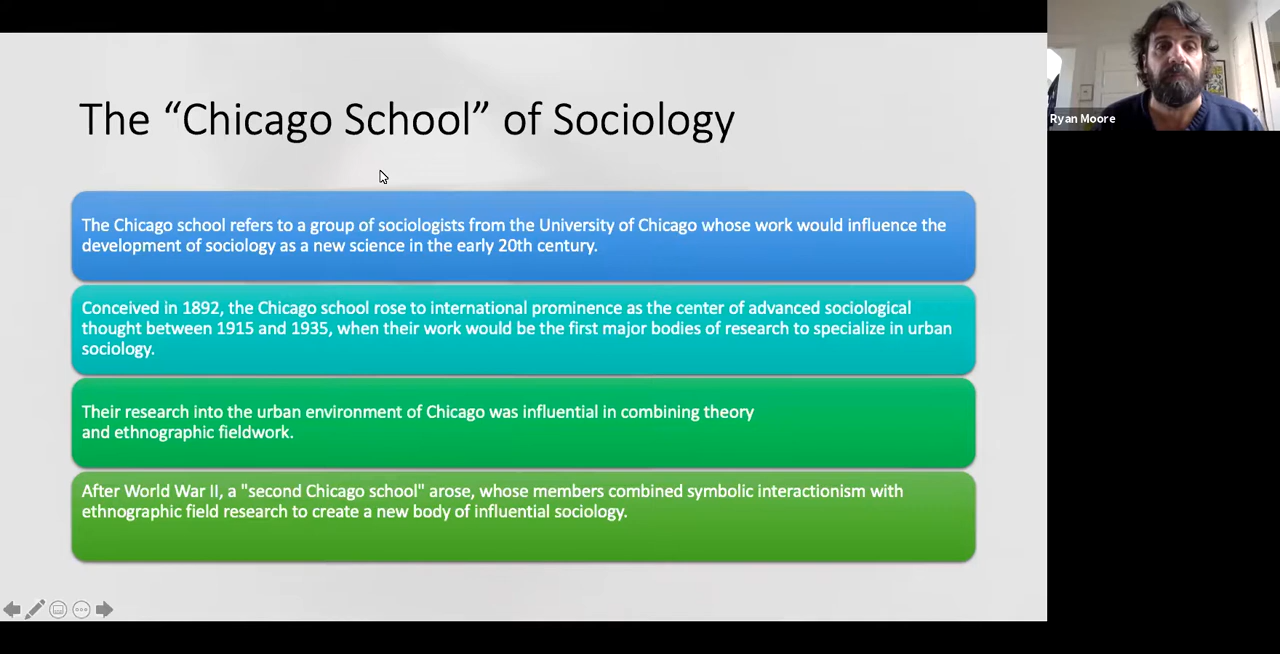 The “Chicago School” of Sociology
Ryan Moore
The Chicago school refers to a group of sociologists from the University of Chicago whose work would influence the
development of sociology as a new science in the early 20th century.
Conceived in 1892, the Chicago school rose to international prominence as the center of advanced sociological
thought between 1915 and 1935, when their work would be the first major bodies of research to specialize in urban
sociology.
Their research into the urban environment of Chicago was influential in combining theory
and ethnographic fieldwork.
After World War II, a "second Chicago school" arose, whose members combined symbolic interactionism with
ethnographic field research to create a new body of influential sociology.